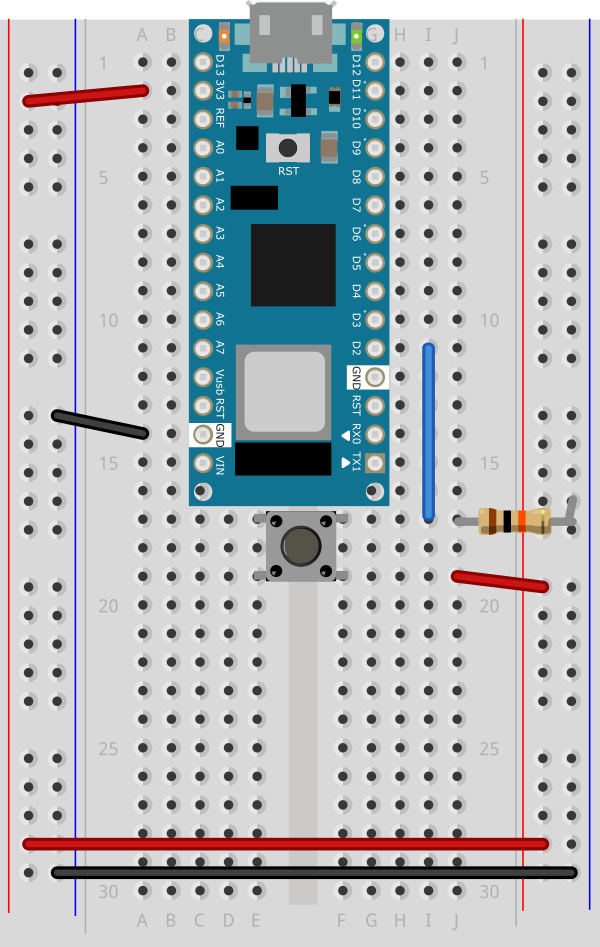 A B C G H I J
1 1
D13 D12
3V3 D11
REF D10
A0 D9
RST
5 A1 D8 5
A2 D7
A3 D6
A4 D5
A5 D4
10 A6 D3 10
A7 D2
Vusb GND
RST RST
GND RX0
15 VIN TX1 15
20 20
25 25
30 30
A B C D E F G H I J